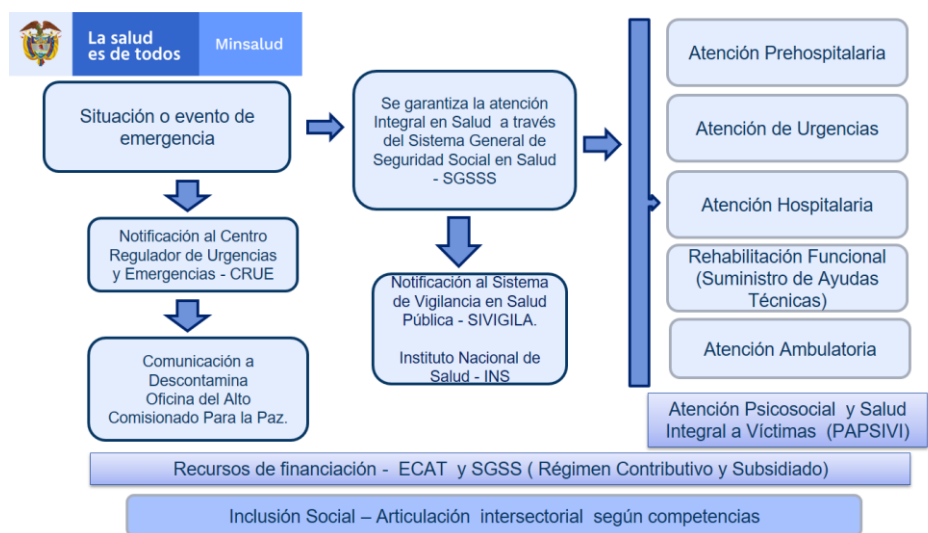 La salud
es de todos
Minsalud
Situación o evento de
emergencia
Se garantiza la atención
Integral en Salud a través
del Sistema General de
Seguridad Social en Salud
- SGSSS
Notificación al Centro
Regulador de Urgencias
y Emergencias - CRUE
Comunicación a
Descontamina
Oficina del Alto
Comisionado Para la Paz.
Notificación al Sistema
de Vigilancia en Salud
Pública - SIVIGILA.
Instituto Nacional de
Salud - INS
Atención Prehospitalaria
Atención de Urgencias
Atención Hospitalaria
Rehabilitación Funcional
(Suministro de Ayudas
Técnicas)
Atención Ambulatoria
Atención Psicosocial y Salud
Integral a Víctimas (PAPSIVI)
Recursos de financiación - ECAT y SGSS ( Régimen Contributivo y Subsidiado)
Inclusión Social – Articulación intersectorial según competencias